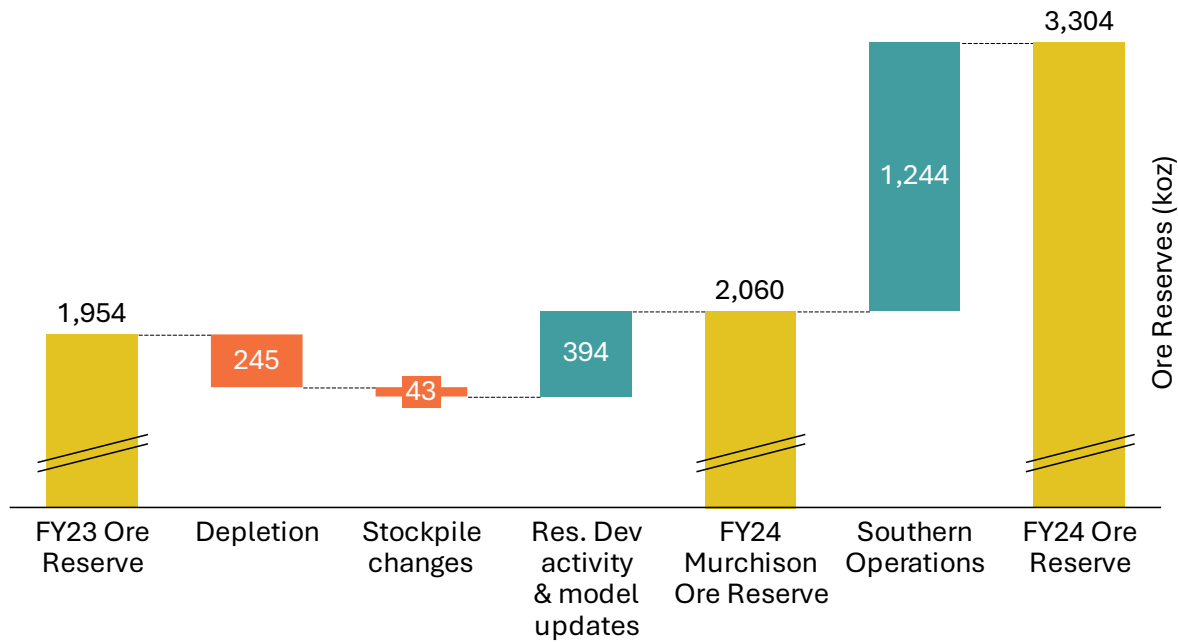 3,304
1,244
2,060
1,954
394
245
43
Ore Reserves (koz)
FY23 Ore
Reserve
Depletion
Stockpile
changes
Res. Dev
activity
& model
updates
FY24
Murchison
Ore Reserve
Southern
Operations
FY24 Ore
Reserve